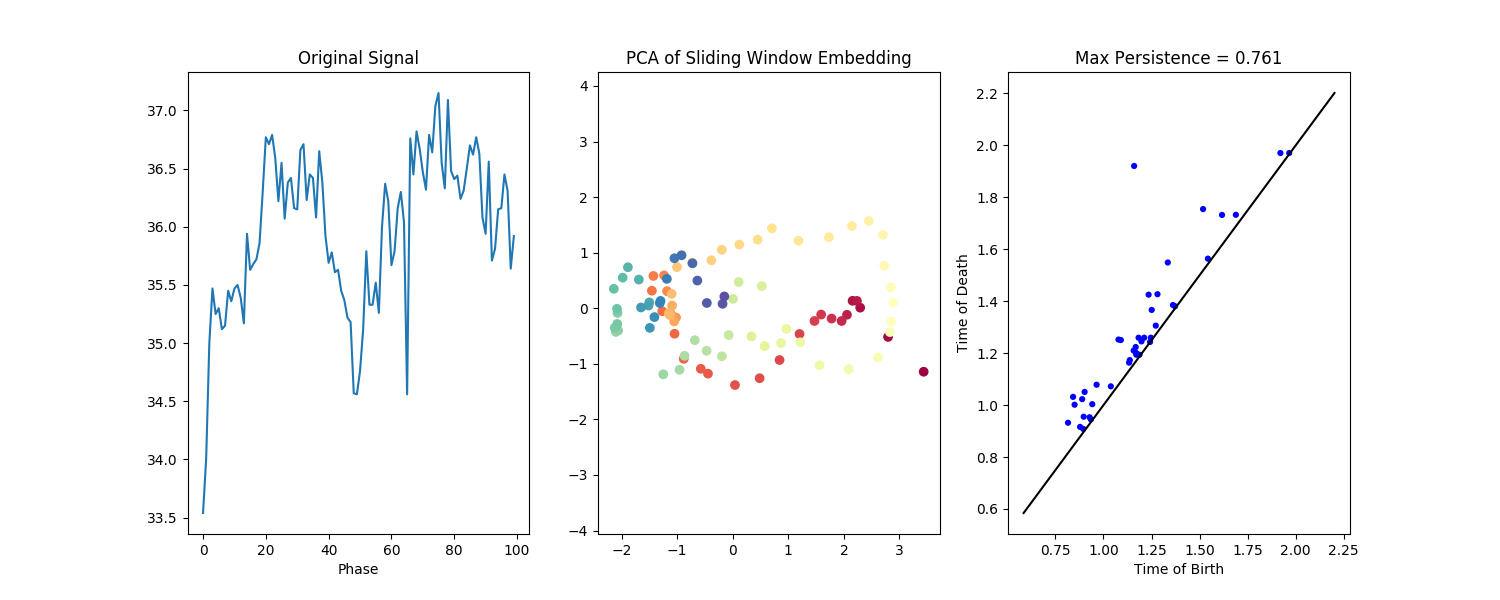 Original Signal
37.0
36.5
36.0
35.5
35.0
34.5
34.0
33.5
0 20 40 60 80 100
Phase
PCA of Sliding Window Embedding
4
3
2
1
0
−1
−2
−3
−4
−2 −1 0 1 2 3
Max Persistence = 0.761
Time of Death
2.2
2.0
1.8
1.6
1.4
1.2
1.0
0.8
0.6
0.75 1.00 1.25 1.50 1.75 2.00 2.25
Time of Birth